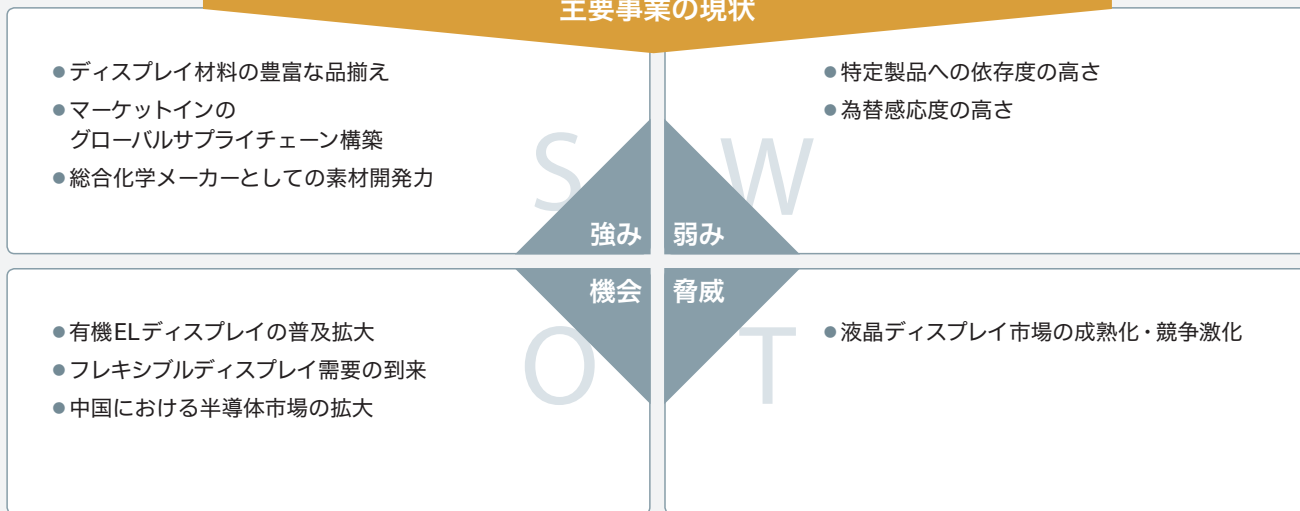 主要事業の現状
●ディスプレイ材料の豊富な品揃え
●マーケットインの
グローバルサプライチェーン構築
●総合化学メーカーとしての素材開発力
S
強み
●特定製品への依存度の高さ
●為替感応度の高さ
W
弱み
機会
●有機ELディスプレイの普及拡大
●フレキシブルディスプレイ需要の到来
●中国における半導体市場の拡大
O
脅威
●液晶ディスプレイ市場の成熟化・競争激化
T